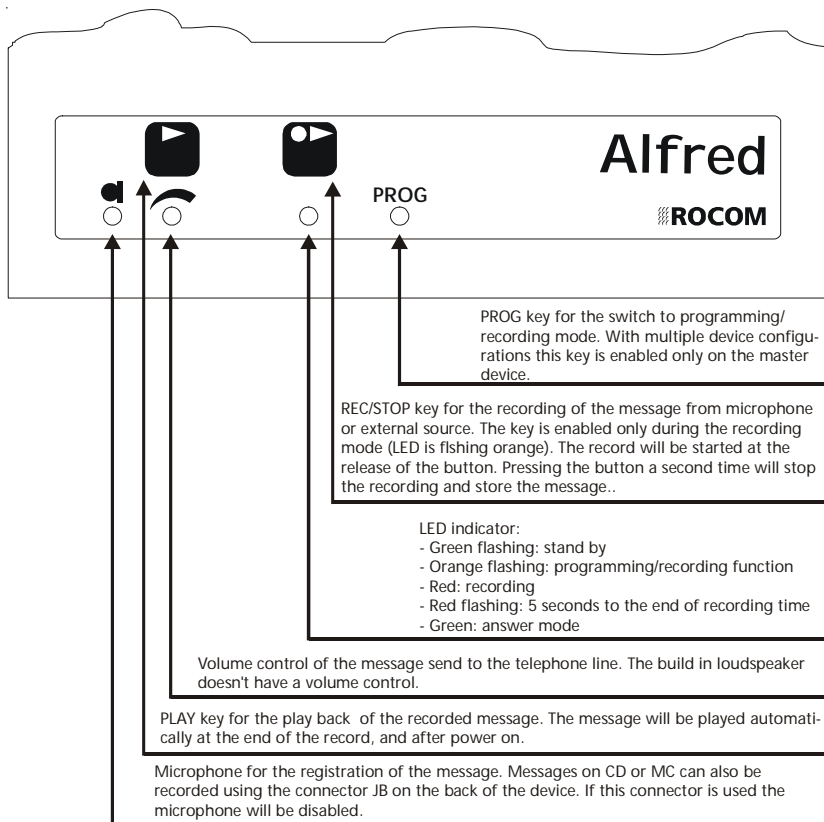 Alfred
PROG
ROCOM
PROG key for the switch to programming/
recording mode. With multiple device configu-
rations this key is enabled only on the master
device.
REC/STOP key for the recording of the message from microphone
or external source. The key is enabled only during the recording
mode (LED is flshing orange). The record will be started at the
release of the button. Pressing the button a second time will stop
the recording and store the message..
LED indicator:
- Green flashing: stand by
- Orange flashing: programming/recording function
- Red: recording
- Red flashing: 5 seconds to the end of recording time
- Green: answer mode
Volume control of the message send to the telephone line. The build in loudspeaker
doesn't have a volume control.
PLAY key for the play back of the recorded message. The message will be played automati-
cally at the end of the record, and after power on.
Microphone for the registration of the message. Messages on CD or MC can also be
recorded using the connector JB on the back of the device. If this connector is used the
microphone will be disabled.